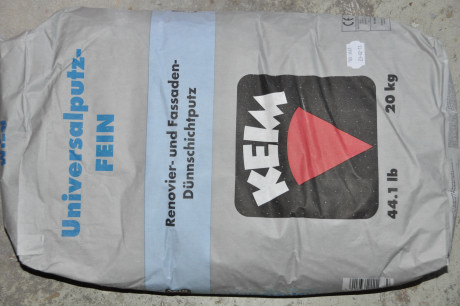 Universalputz-
FEIN
Renovier- und Fassaden-
Dünnschichtputz
KEIM
20 kg
44.1 lb